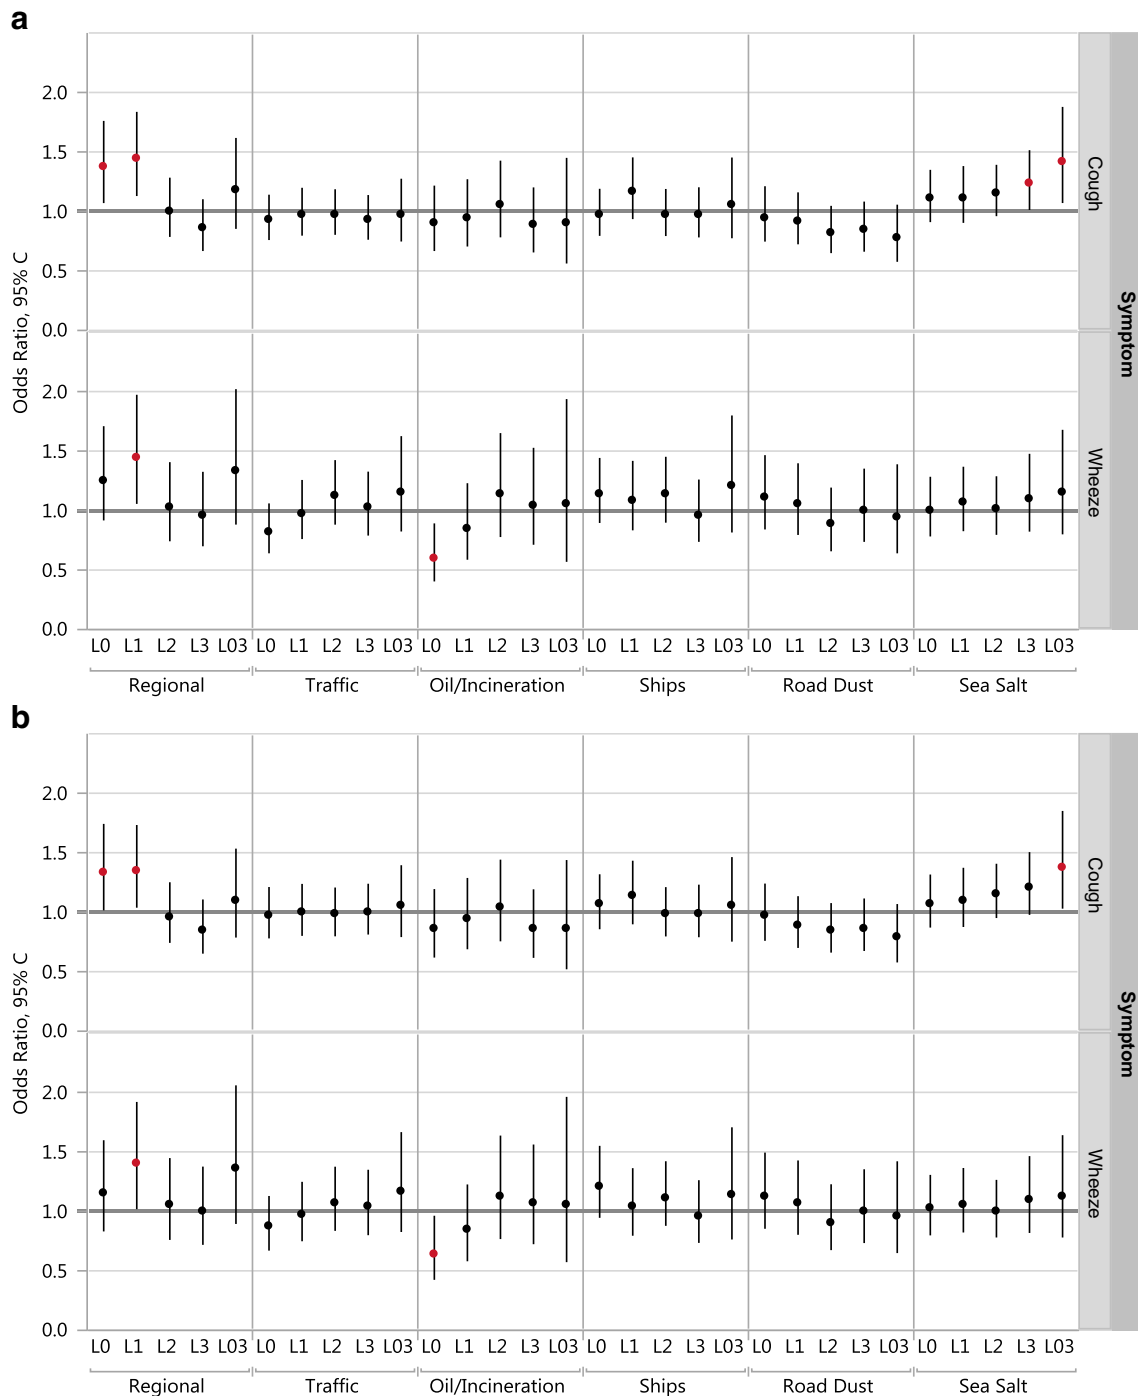 a
Odds Ratio, 95% C
2.0
1.5
1.0
0.5
0.0
Cough
2.0
1.5
1.0
0.5
0.0
Wheeze
Symptom
L0 L1 L2 L3 L03 L0 L1 L2 L3 L03 L0 L1 L2 L3 L03 L0 L1 L2 L3 L03 L0 L1 L2 L3 L03 L0 L1 L2 L3 L03
Regional Traffic Oil/Incineration Ships Road Dust Sea Salt
b
Odds Ratio, 95% C
2.0
1.5
1.0
0.5
0.0
Cough
2.0
1.5
1.0
0.5
0.0
Wheeze
Symptom
L0 L1 L2 L3 L03 L0 L1 L2 L3 L03 L0 L1 L2 L3 L03 L0 L1 L2 L3 L03 L0 L1 L2 L3 L03 L0 L1 L2 L3 L03
Regional Traffic Oil/Incineration Ships Road Dust Sea Salt